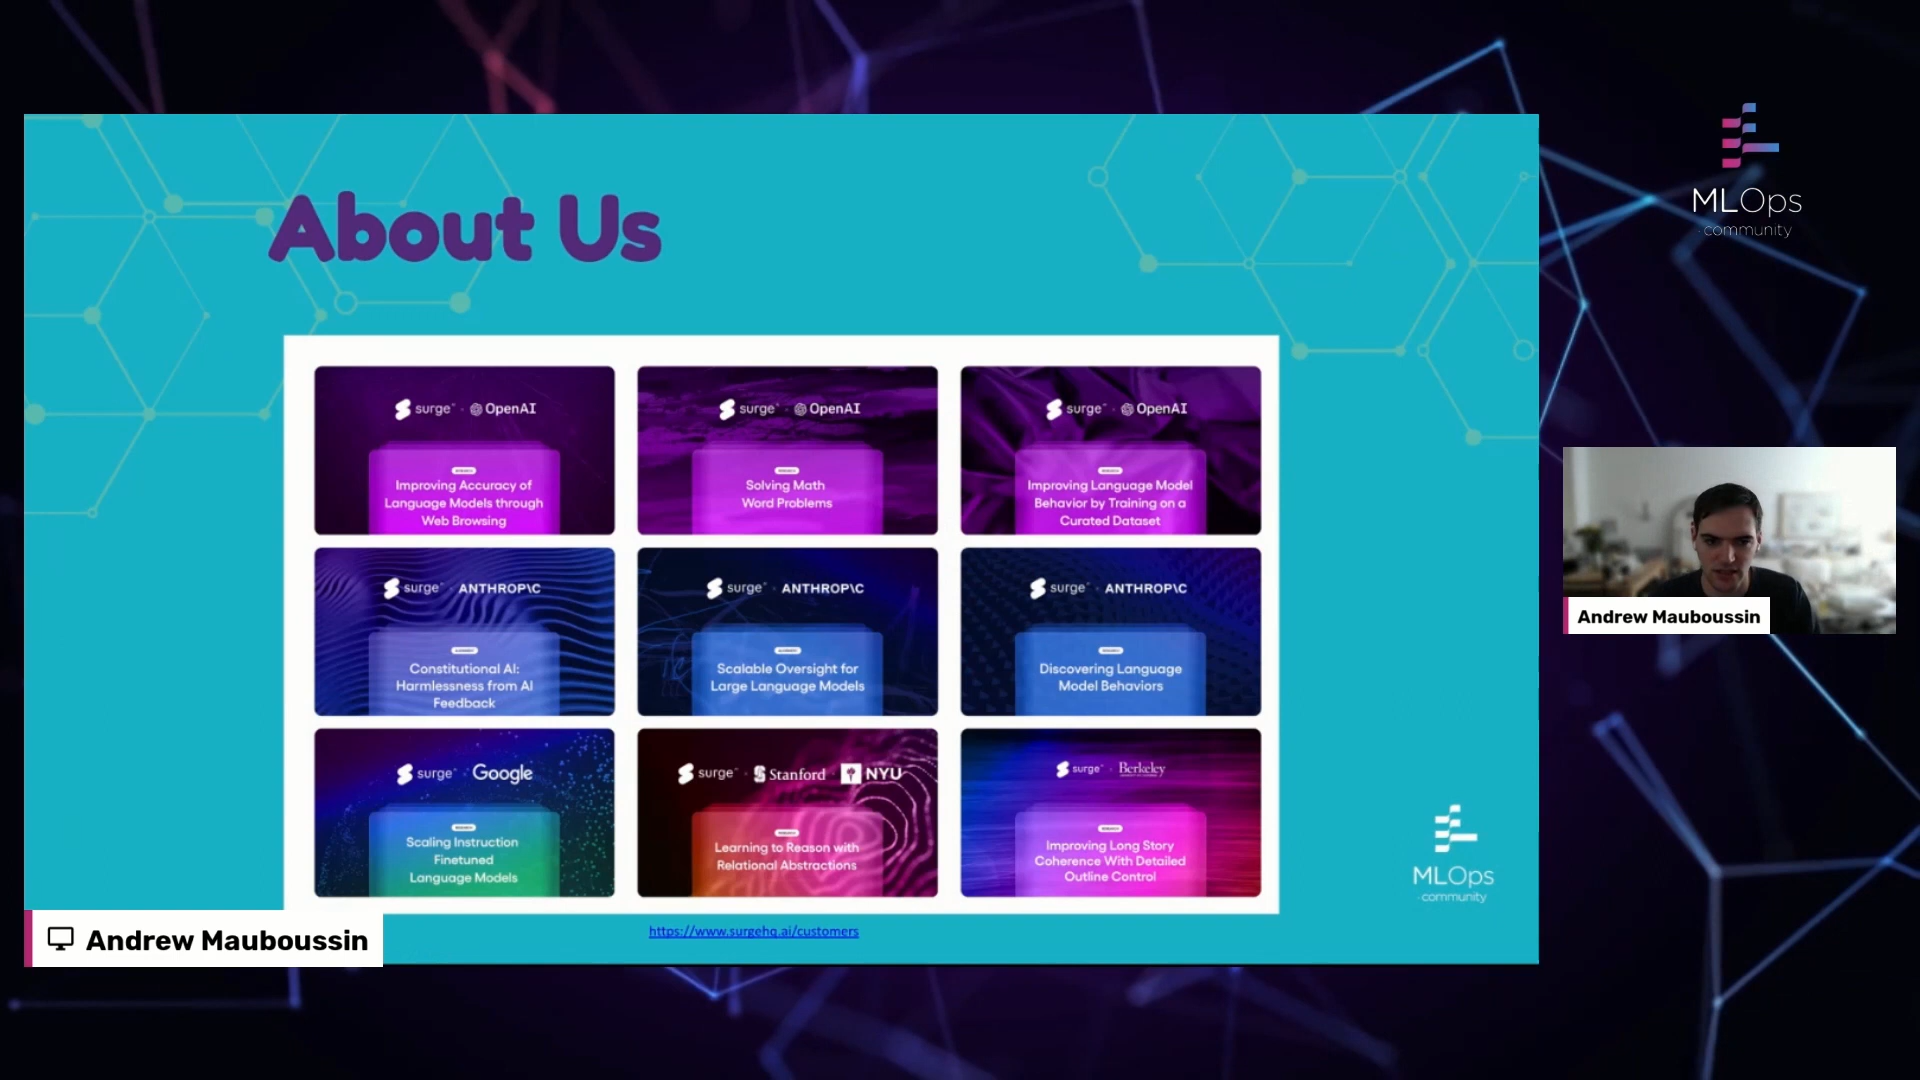 About Us
surge OpenAI
Improving Accuracy of
Language Models through
Web Browsing
surge OpenAI
Solving Math
Word Problems
surge OpenAI
Improving Language Model
Behavior by Training on a
Curated Dataset
surge ANTHROP\C
Constitutional AI:
Harmlessness from AI
Feedback
surge ANTHROP\C
Scalable Oversight for
Large Language Models
surge ANTHROP\C
Discovering Language
Model Behaviors
surge Google
Scaling Instruction
Finetuned
Language Models
surge Stanford NYU
Learning to Reason with
Relational Abstractions
surge Berkeley
Improving Long Story
Coherence With Detailed
Outline Control
https://www.surgehq.ai/customers
MLOps
community
Andrew Mauboussin
MLOps
community
Andrew Mauboussin